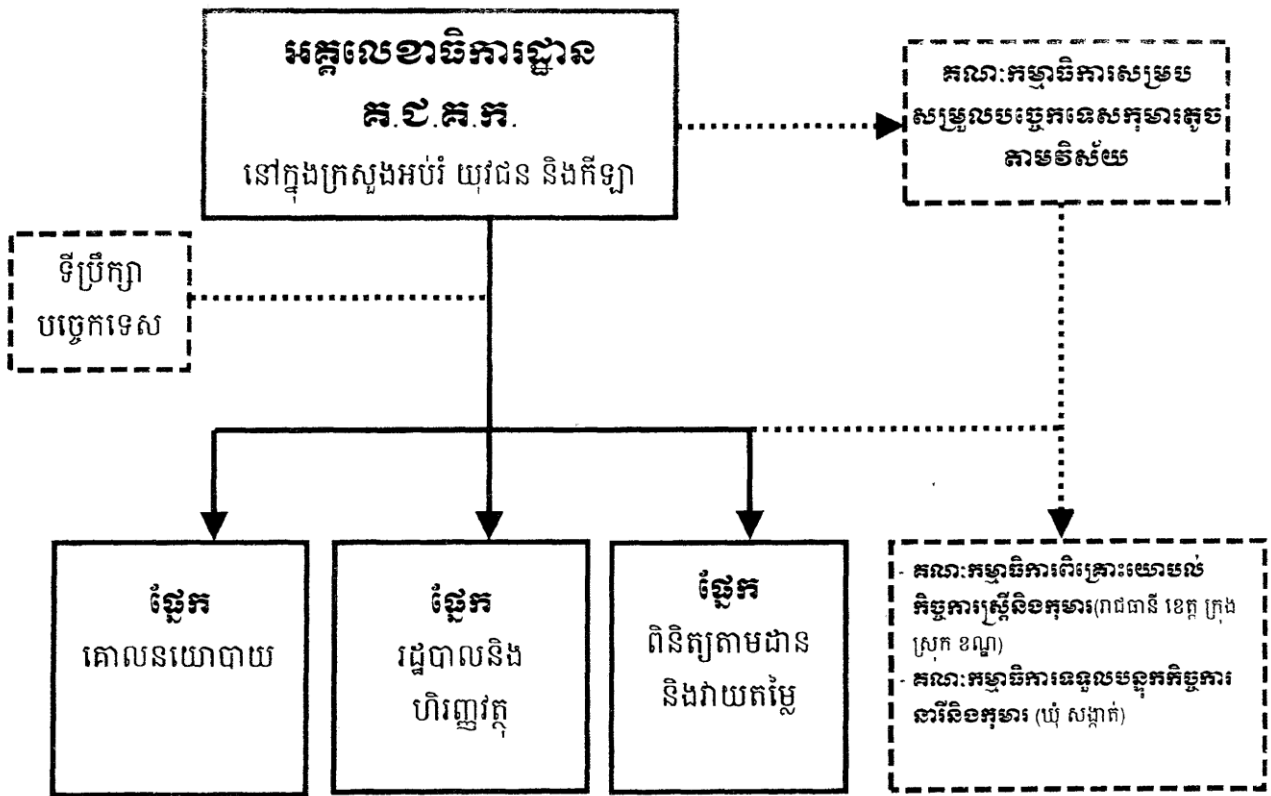 អគ្គលេខាធិការដ្ឋាន
គ.ជ.គ.ក.
នៅក្នុងក្រសួងអប់រំ យុវជន និងកីឡា
គណៈកម្មាធិការសម្រប
សម្រួលបច្ចេកទេសកុមារតូច
តាមវិស័យ
ទីប្រឹក្សា
បច្ចេកទេស
ផ្នែក
គោលនយោបាយ
ផ្នែក
រដ្ឋបាលនិង
ហិរញ្ញវត្ថុ
ផ្នែក
ពិនិត្យតាមដាន
និងវាយតម្លៃ
- គណៈកម្មាធិការពិគ្រោះយោបល់
កិច្ចការស្ត្រីនិងកុមារ(រាជធានី ខេត្ត ក្រុង
ស្រុក ខណ្ឌ)
- គណៈកម្មាធិការទទួលបន្ទុកកិច្ចការ
នារីនិងកុមារ (ឃុំ សង្កាត់)